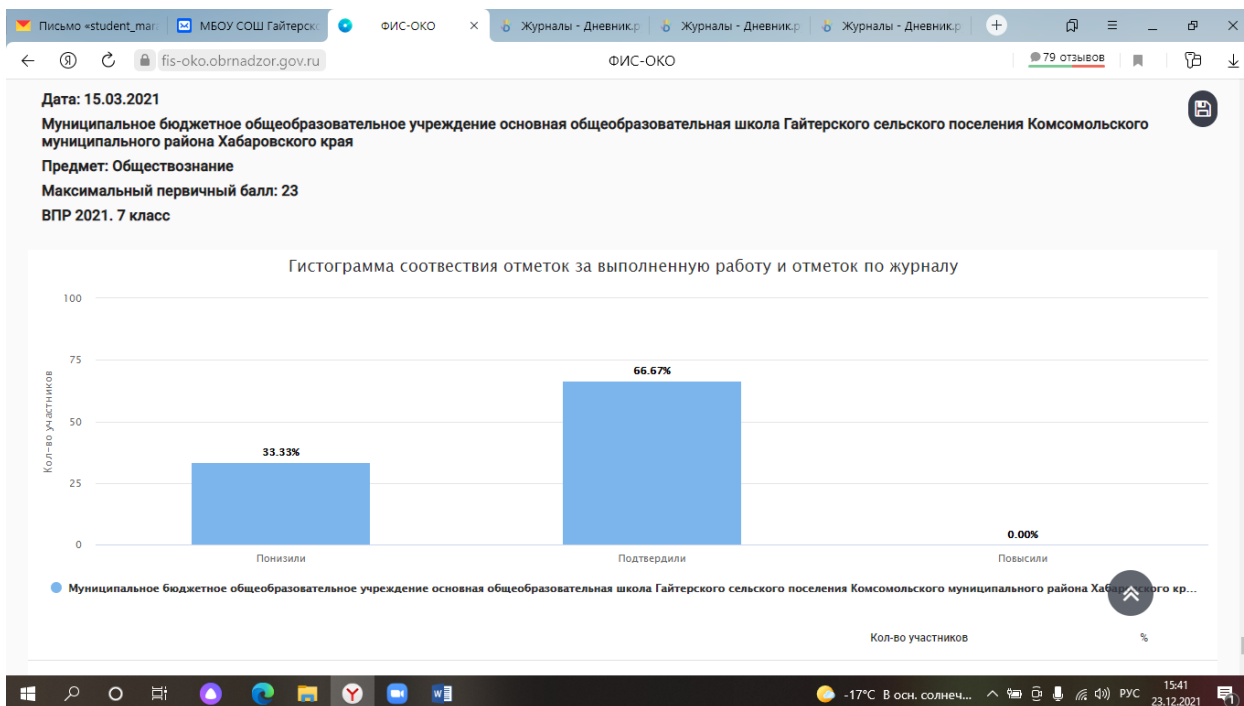 Письмо «student_mar
МБОУ СОШ Гайтерско
ФИС-ОКО
Журналы - Дневник.р
Журналы - Дневник.р
Журналы - Дневник.р
fis-oko.obrnadzor.gov.ru
ФИС-ОКО
79 отзывов
Дата: 15.03.2021
Муниципальное бюджетное общеобразовательное учреждение основная общеобразовательная школа Гайтерского сельского поселения Комсомольского
муниципального района Хабаровского края
Предмет: Обществознание
Максимальный первичный балл: 23
ВПР 2021. 7 класс
Гистограмма соотвествия отметок за выполненную работу и отметок по журналу
Кол-во участников
100
75
50
25
0
33.33%
66.67%
0.00%
Понизили
Подтвердили
Повысили
Муниципальное бюджетное общеобразовательное учреждение основная общеобразовательная школа Гайтерского сельского поселения Комсомольского муниципального района кр...
Кол-во участников %
-17°C В осн. солнеч...
РУС
15:41
23.12.2021